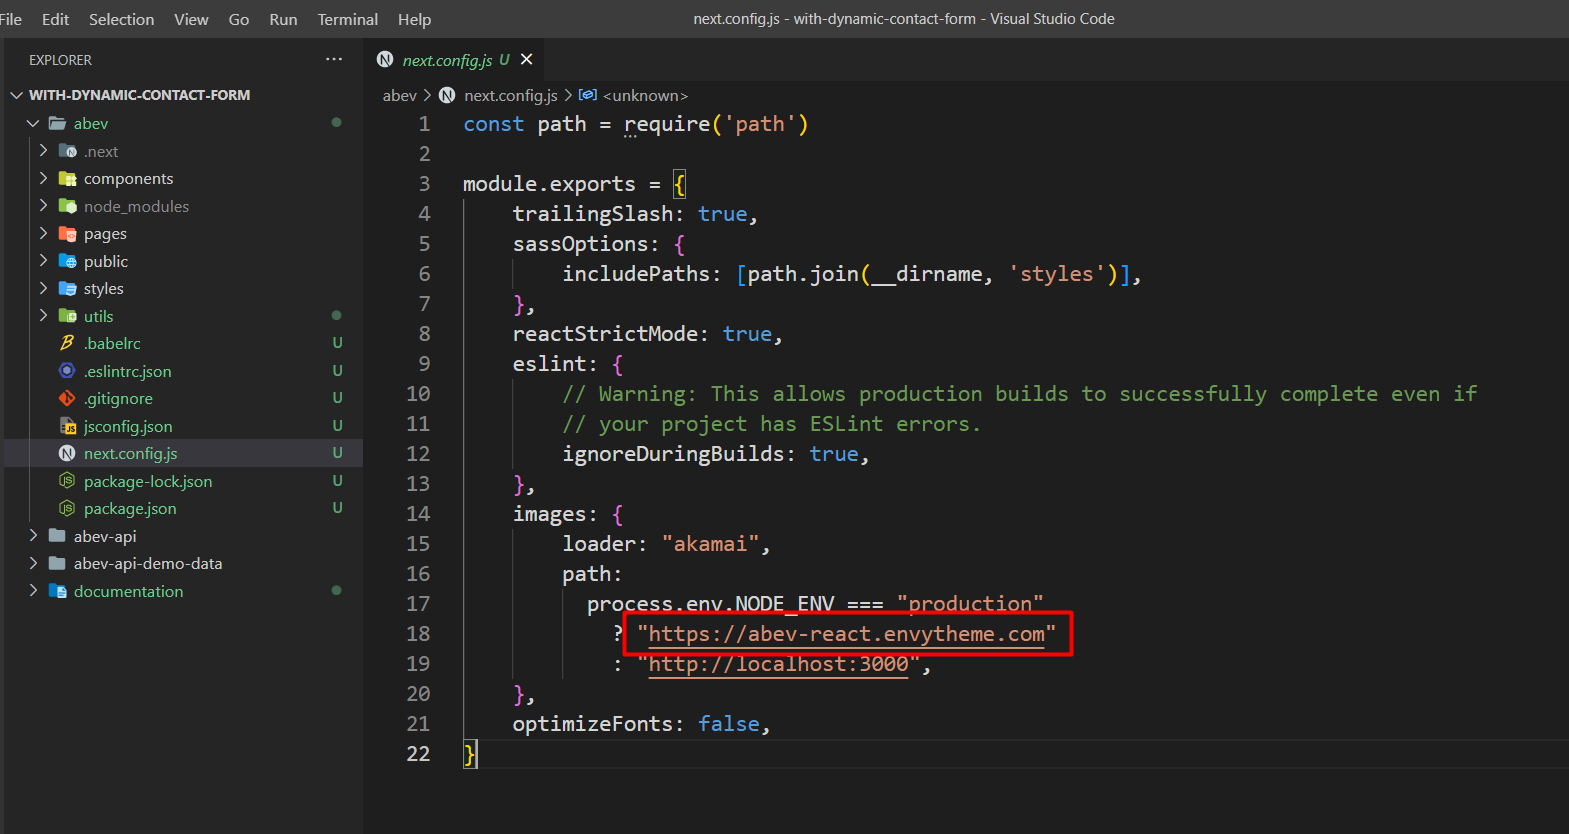 File Edit Selection View Go Run Terminal Help
next.config.js - with-dynamic-contact-form - Visual Studio Code
EXPLORER ...
WITH-DYNAMIC-CONTACT-FORM
abev
.next
components
node_modules
pages
public
styles
utils
.babelrc U
.eslintrc.json U
.gitignore U
jsconfig.json U
next.config.js U
package-lock.json U
package.json U
abev-api
abev-api-demo-data
documentation
next.config.js U
abev > next.config.js > <unknown>
1 const path = require('path')
2
3 module.exports = {
4 trailingSlash: true,
5 sassOptions: {
6 includePaths: [path.join(__dirname, 'styles')],
7 },
8 reactStrictMode: true,
9 eslint: {
10 // Warning: This allows production builds to successfully complete even if
11 // your project has ESLint errors.
12 ignoreDuringBuilds: true,
13 },
14 images: {
15 loader: "akamai",
16 path:
17 process.env.NODE_ENV === "production"
18 ? "https://abev-react.envytheme.com"
19 : "http://localhost:3000",
20 },
21 optimizeFonts: false,
22 }